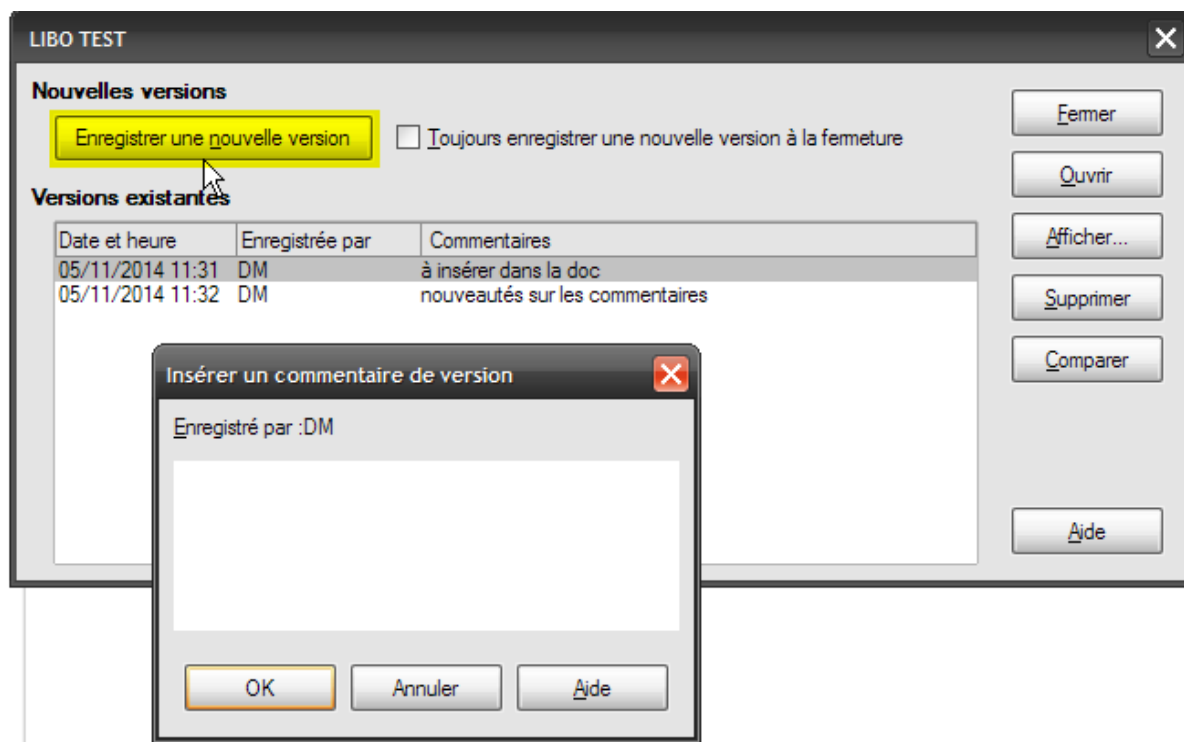 LIBO TEST
Nouvelles versions
Enregistrer une nouvelle version
Toujours enregistrer une nouvelle version à la fermeture
Versions existantes
Date et heure Enregistrée par Commentaires
05/11/2014 11:31 DM à insérer dans la doc
05/11/2014 11:32 DM nouveautés sur les commentaires
Fermer
Ouvrir
Afficher...
Supprimer
Comparer
Aide
Insérer un commentaire de version
Enregistré par :DM
OK Annuler Aide